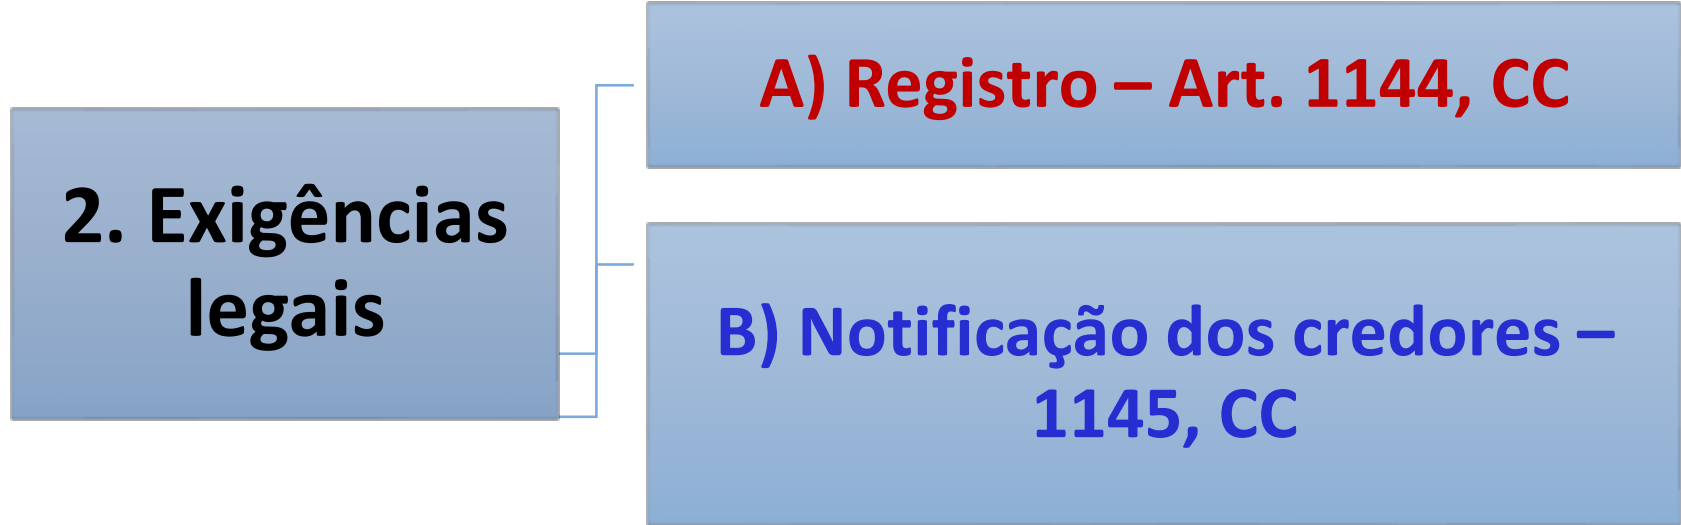 2. Exigências
legais
A) Registro – Art. 1144, CC
B) Notificação dos credores –
1145, CC